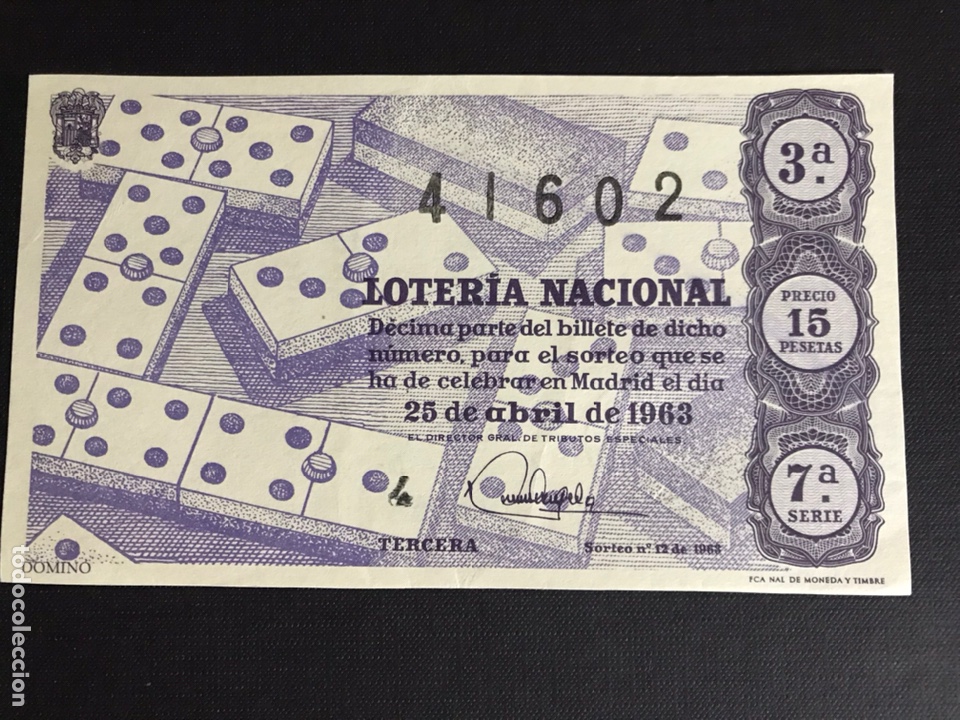 41602
3ª
LOTERÍA NACIONAL
Décima parte del billete de dicho
número, para el sorteo que se
ha de celebrar en Madrid el dia
25 de abril de 1963
EL DIRECTOR GRAL. DE TRIBUTOS ESPECIALES
PRECIO
15
PESETAS
7ª
SERIE
TERCERA
Sorteo nº 12 de 1963
DOMINO
FCA NAL DE MONEDA Y TIMBRE
todocoleccion